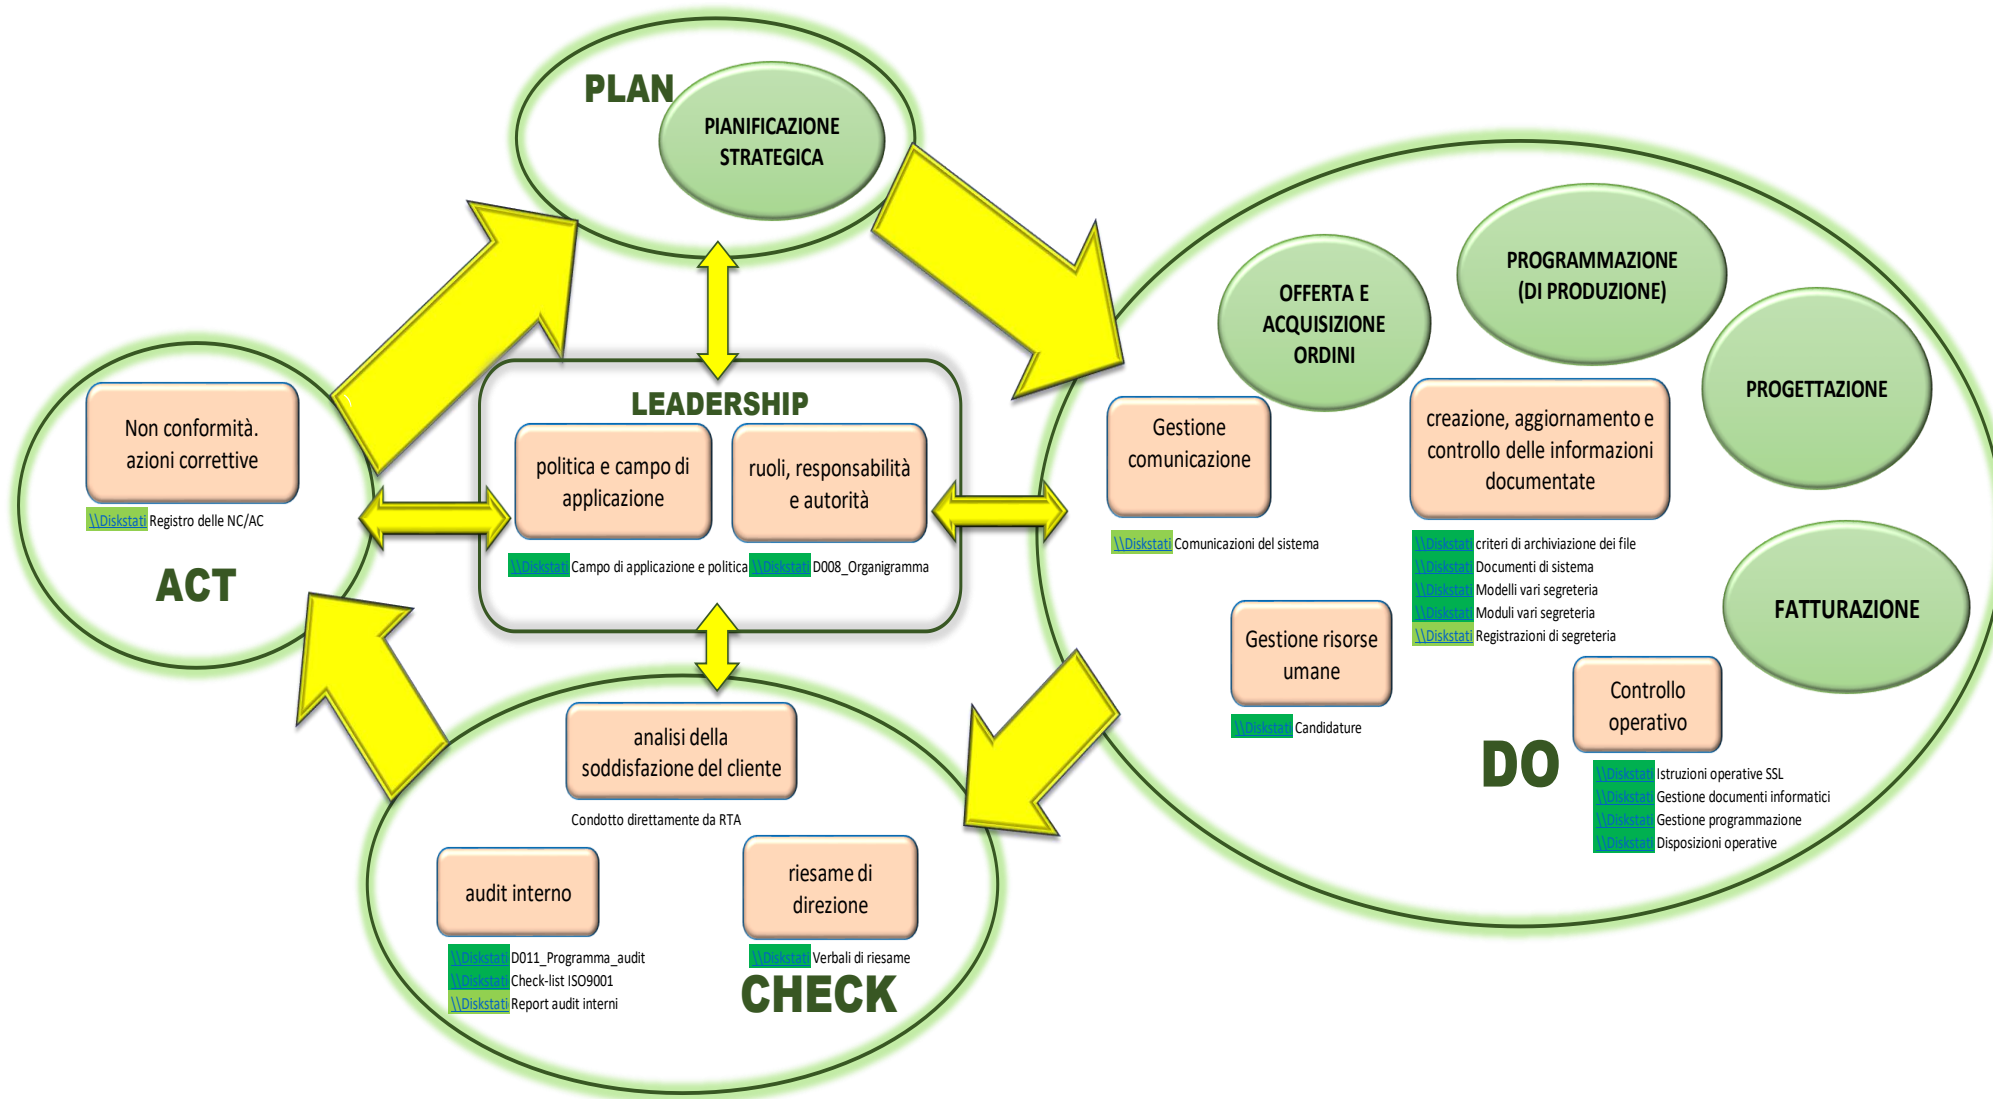 PLAN
PIANIFICAZIONE
STRATEGICA
OFFERTA E
ACQUISIZIONE
ORDINI
PROGRAMMAZIONE
(DI PRODUZIONE)
PROGETTAZIONE
FATTURAZIONE
Gestione
comunicazione
\\Diskstati Comunicazioni del sistema
creazione, aggiornamento e
controllo delle informazioni
documentate
\\Diskstati criteri di archiviazione dei file
\\Diskstati Documenti di sistema
\\Diskstati Modelli vari segreteria
\\Diskstati Moduli vari segreteria
\\Diskstati Registrazioni di segreteria
Gestione risorse
umane
\\Diskstati Candidature
Controllo
operativo
DO
\\Diskstati Istruzioni operative SSL
\\Diskstati Gestione documenti informatici
\\Diskstati Gestione programmazione
\\Diskstati Disposizioni operative
LEADERSHIP
politica e campo di
applicazione
\\Diskstati Campo di applicazione e politica
ruoli, responsabilità
e autorità
\\Diskstati D008_Organigramma
Non conformità.
azioni correttive
\\Diskstati Registro delle NC/AC
ACT
analisi della
soddisfazione del cliente
Condotto direttamente da RTA
audit interno
\\Diskstati D011_Programma_audit
\\Diskstati Check-list ISO9001
\\Diskstati Report audit interni
riesame di
direzione
\\Diskstati Verbali di riesame
CHECK